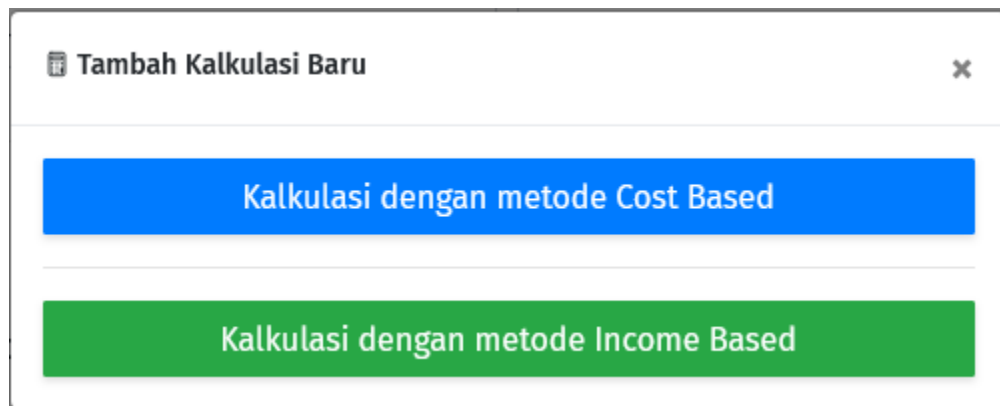 Tambah Kalkulasi Baru
Kalkulasi dengan metode Cost Based
Kalkulasi dengan metode Income Based